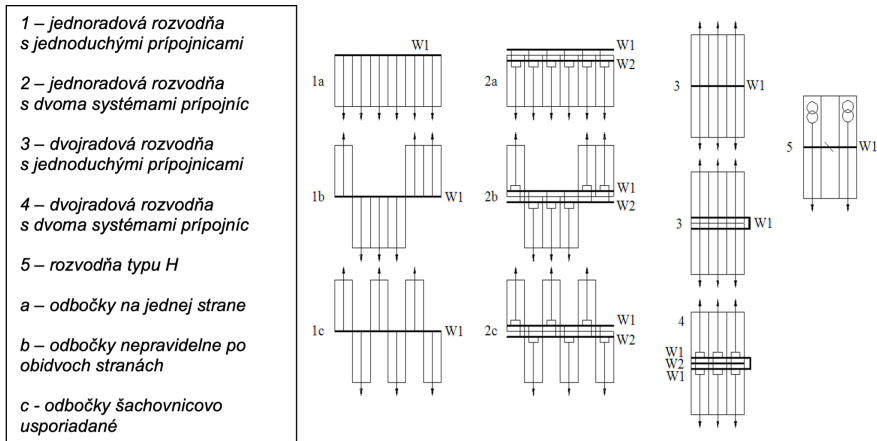 1 – jednoradová rozvodňa
s jednoduchými prípojnicami
2 – jednoradová rozvodňa
s dvoma systémami prípojníc
3 – dvojradová rozvodňa
s jednoduchými prípojnicami
4 – dvojradová rozvodňa
s dvoma systémami prípojníc
5 – rozvodňa typu H
a – odbočky na jednej strane
b – odbočky nepravidelne po
obidvoch stranách
c - odbočky šachovnicovo
usporiadané
1a
W1
1b
W1
1c
W1
2a
W1
W2
2b
W1
W2
2c
W1
W2
3
W1
3
W1
4
W1
W2
W1
5
W1